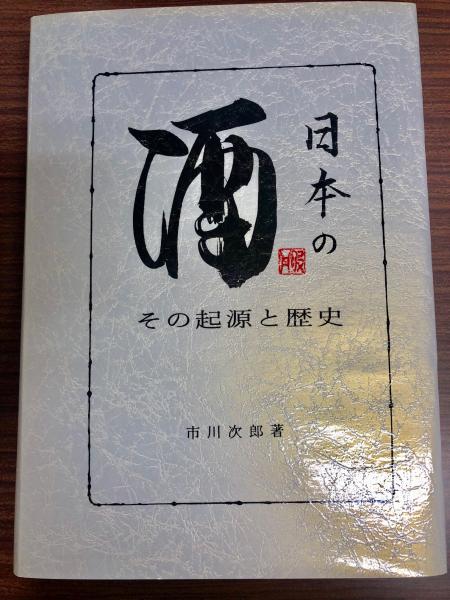 日本の
酒
その起源と歴史
市川次郎著